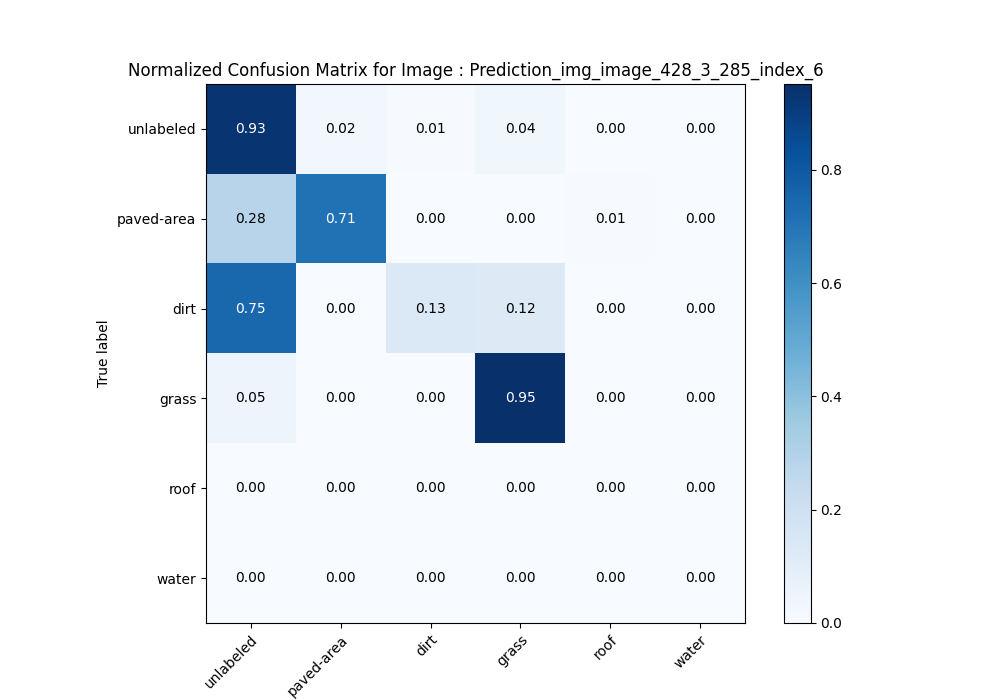 Normalized Confusion Matrix for Image : Prediction_img_image_428_3_285_index_6
True label
unlabeled 0.93 0.02 0.01 0.04 0.00 0.00
paved-area 0.28 0.71 0.00 0.00 0.01 0.00
dirt 0.75 0.00 0.13 0.12 0.00 0.00
grass 0.05 0.00 0.00 0.95 0.00 0.00
roof 0.00 0.00 0.00 0.00 0.00 0.00
water 0.00 0.00 0.00 0.00 0.00 0.00
unlabeled paved-area dirt grass roof water
0.8
0.6
0.4
0.2
0.0